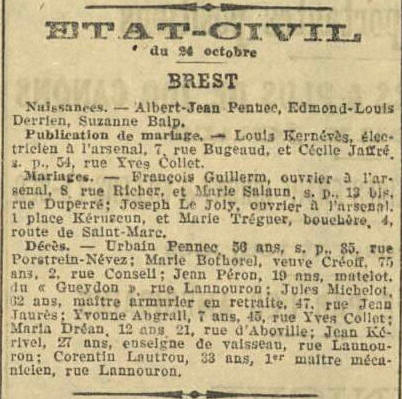 ETAT-CIVIL
du 24 octobre
BREST
Naissances. — Albert-Jean Pennec, Edmond-Louis
Derrien, Suzanne Balp.
Publication de mariage. — Louis Kernévès, élec-
tricien à l'arsenal, 7, rue Bugeaud, et Cécile Jaffré,
s. p., 54, rue Yves Collet.
Mariages. — François Guillerm, ouvrier à l'ar-
senal, 8, rue Richer, et Marie Salaun, s. p., 13 bis,
rue Duperré; Joseph Le Joly, ouvrier à l'arsenal,
1 place Kéruscun, et Marie Tréguer, bouchère, 4,
route de Saint-Marc.
Décès. — Urbain Pennec, 56 ans, s. p., 35, rue
Porstrein-Névez; Marie Bothorel, veuve Créoff, 75
ans, 2, rue Conseil; Jean Péron, 19 ans, matelot,
du « Gueydon », rue Lannouron; Jules Michelot,
62 ans, maître armurier en retraite, 47, rue Jean
Jaurès; Yvonne Abgrall, 7 ans, 45, rue Yves Collet;
Maria Dréan, 12 ans, 21, rue d'Aboville; Jean Ké-
rivel, 27 ans, enseigne de vaisseau, rue Lannou-
ron; Corentin Lautrou, 33 ans, 1er maître méca-
nicien, rue Lannouron.